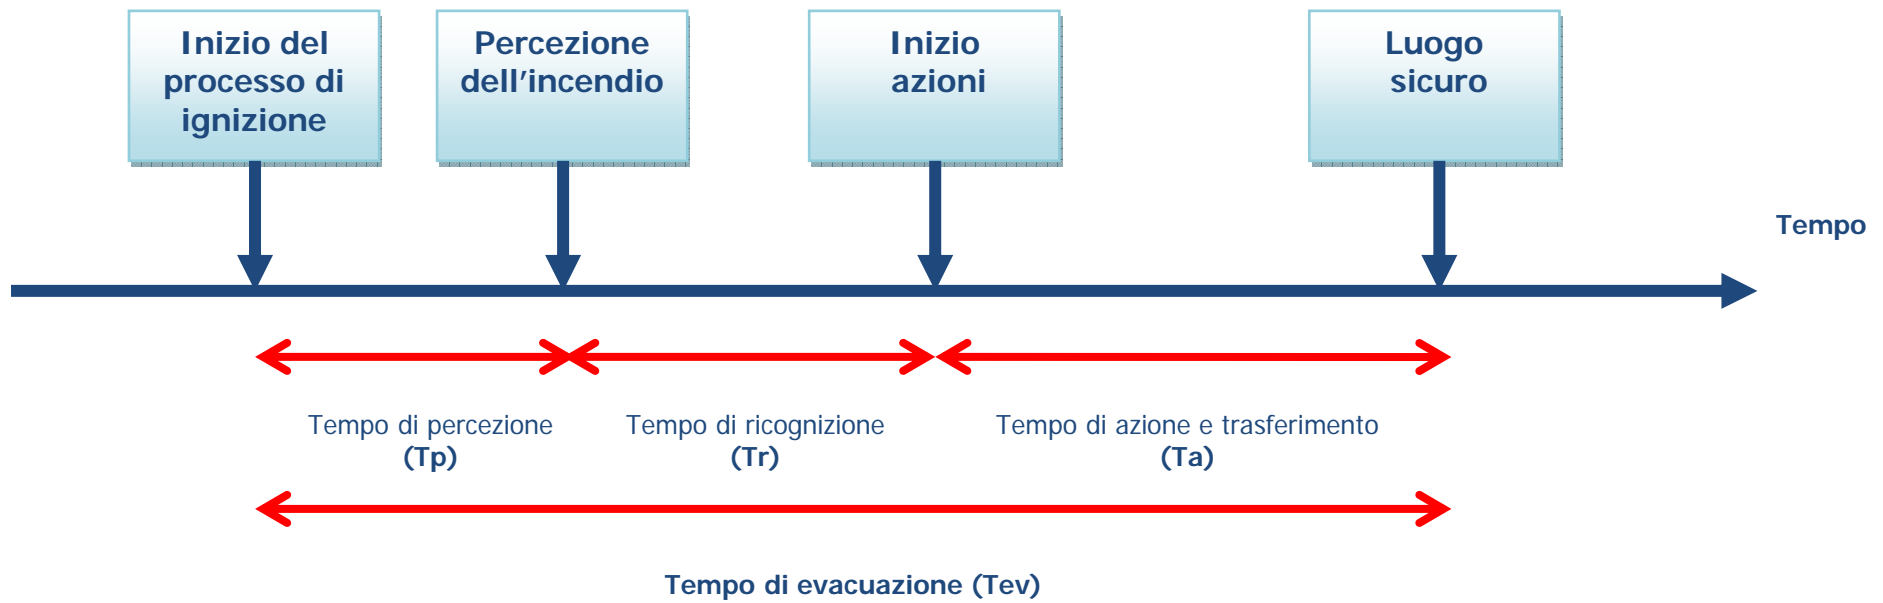 Inizio del
processo di
ignizione
Percezione
dell'incendio
Inizio
azioni
Luogo
sicuro
Tempo
Tempo di percezione
(Tp)
Tempo di ricognizione
(Tr)
Tempo di azione e trasferimento
(Ta)
Tempo di evacuazione (Tev)